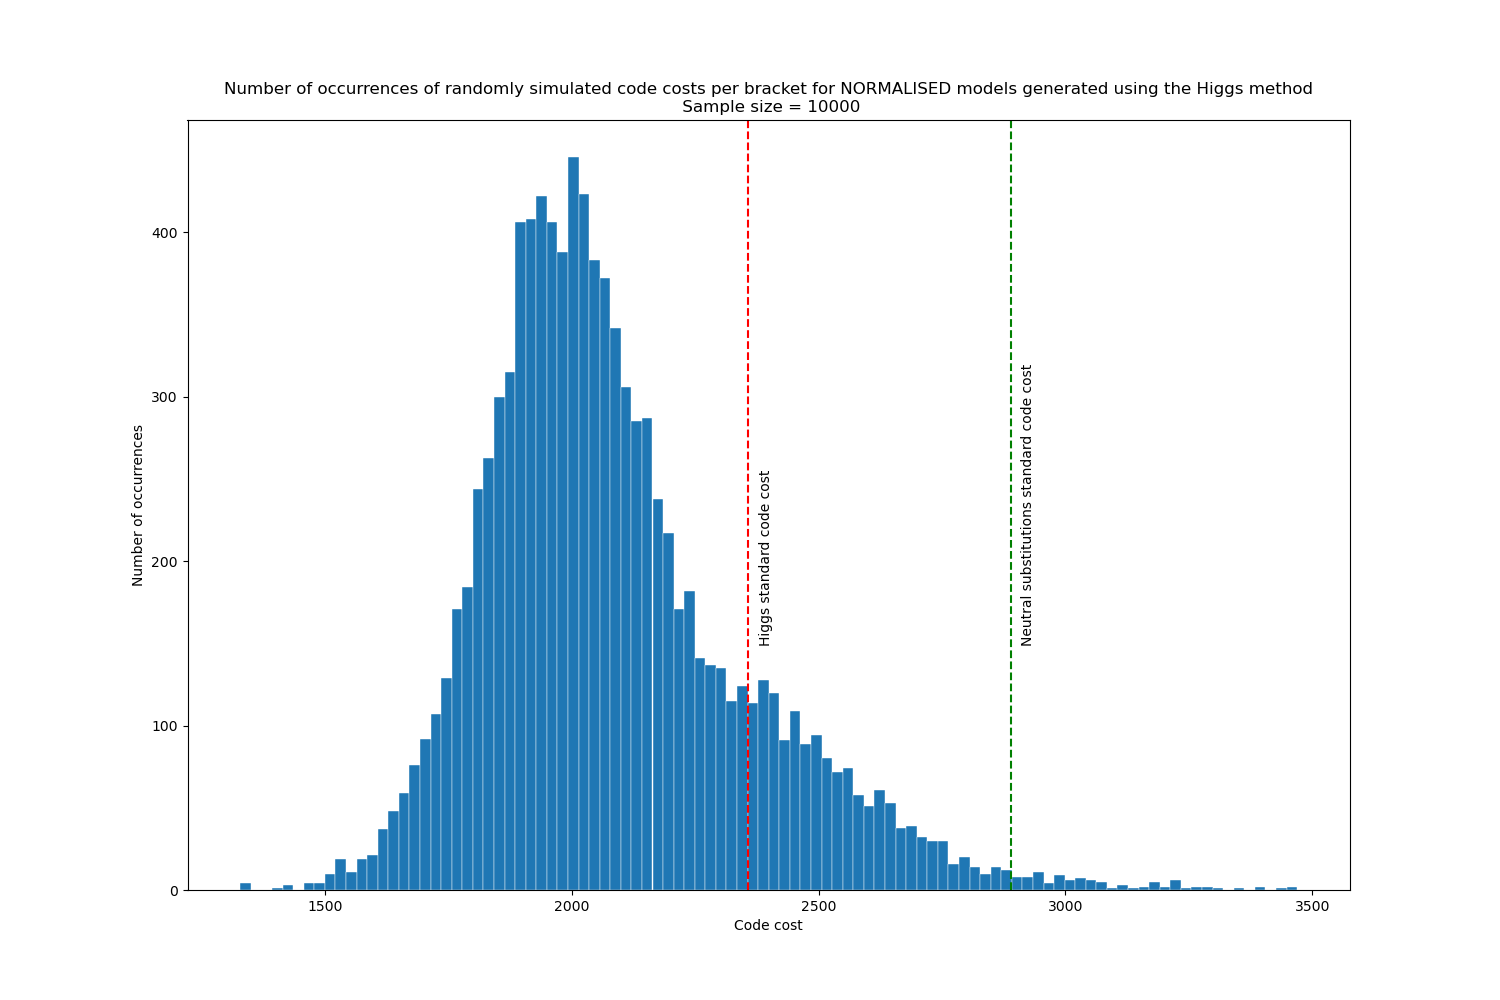 Number of occurrences of randomly simulated code costs per bracket for NORMALISED models generated using the Higgs method
Sample size = 10000
Number of occurrences
400
300
200
100
0
Higgs standard code cost
Neutral substitutions standard code cost
1500
2000
2500
3000
3500
Code cost